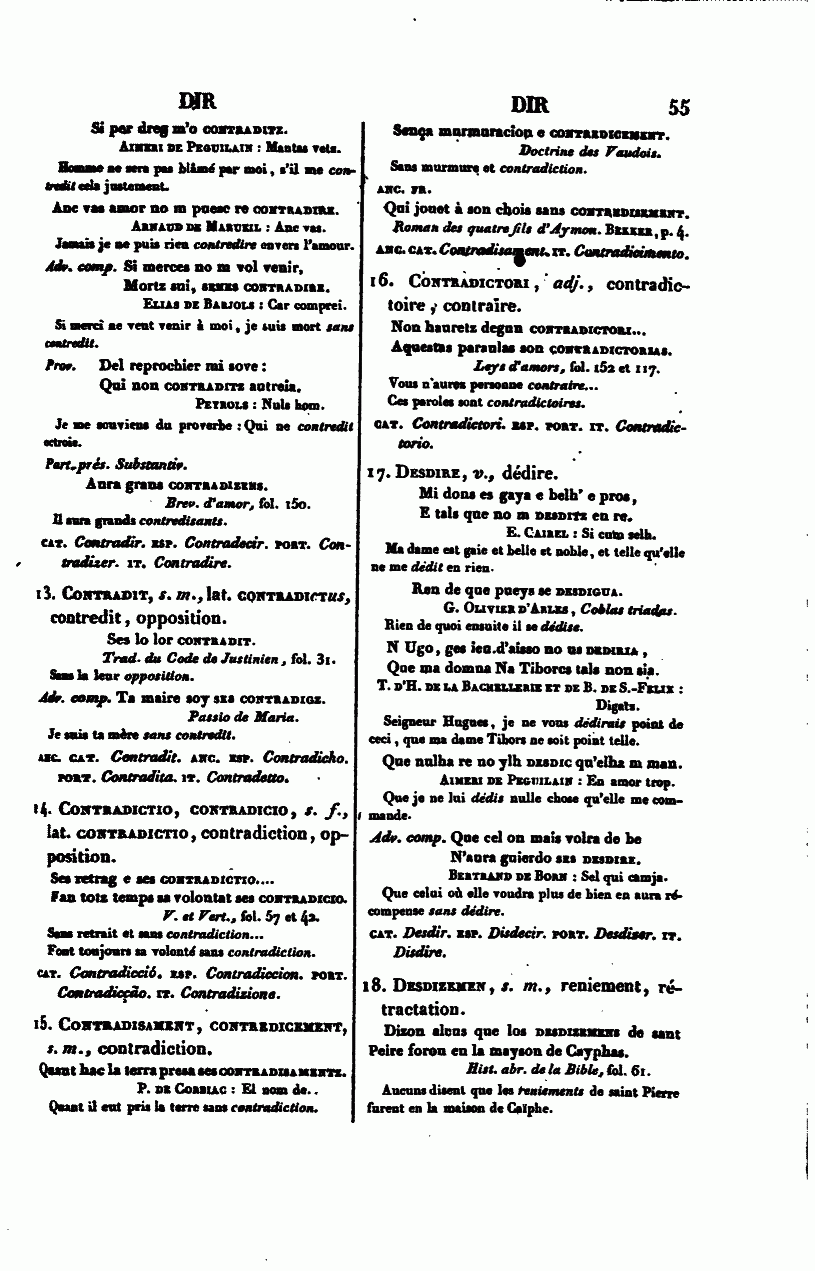 DIR
Si per dreg m'o CONTRADITZ.
AIMERI DE PEGUILAIN : Mantas vetz.
Homme ne sera pas blâmé par moi, s'il me con-
tredit cela justement.
Anc vas amor no m puesc re CONTRADIRE.
ARNAUD DE MARUEIL : Anc vas.
Jamais je ne puis rien contredire envers l'amour.
Adv. comp. Si merces no m vol venir,
Mortz sui, SENES CONTRADIRE.
ELIAS DE BARJOLS : Car comprei.
Si merci ne veut venir à moi, je suis mort sans
contredit.
Prov. Del reprochier mi sove :
Qui non CONTRADITZ autreia.
PEYROLS : Nuls hom.
Je me souviens du proverbe : Qui ne contredit
octroie.
Part. prés. Substantiv.
Aura grans CONTRADIZENS.
Brev. d'amor, fol. 150.
Il aura grands contredisants.
CAT. Contradir. ESP. Contradecir. PORT. Con-
tradizer. IT. Contradire.
13. CONTRADIT, s. m., lat. CONTRADICTUS,
contredit, opposition.
Ses lo lor CONTRADIT.
Trad. du Code de Justinien, fol. 31.
Sans la leur opposition.
Adv. comp. Ta maire soy SES CONTRADIGZ.
Passio de Maria.
Je suis ta mère sans contredit.
ANC. CAT. Contradit. ANC. ESP. Contradicho.
PORT. Contradita. IT. Contradetto.
14. CONTRADICTIO, CONTRADICIO, s. f.,
lat. CONTRADICTIO, contradiction, op-
position.
Ses retrag e ses CONTRADICTIO....
Fan totz temps sa volontat ses CONTRADICIO.
V. et Vert., fol. 57 et 42.
Sans retrait et sans contradiction...
Font toujours sa volonté sans contradiction.
CAT. Contradicció. ESP. Contradiccion. PORT.
Contradicção. IT. Contradizione.
15. CONTRADISAMENT, CONTREDICEMENT,
s. m., contradiction.
Quant hac la terra presa ses CONTRADISAMENTZ.
P. DE CORBIAC : El nom de..
Quant il eut pris la terre sans contradiction.
DIR 55
Sença murmuracion e CONTREDICEMENT.
Doctrine des Vaudois.
Sans murmure et contradiction.
ANC. FR.
Qui jouet à son chois sans CONTREDISEMENT.
Roman des quatre fils d'Aymon. BEKKER, p. 4.
ANC. CAT. Contradisament. IT. Contradicimento.
16. CONTRADICTORI, adj., contradic-
toire, contraire.
Non hauretz degun CONTRADICTORI...
Aquestas paraulas son CONTRADICTORIAS.
Leys d'amors, fol. 152 et 117.
Vous n'aurez personne contraire...
Ces paroles sont contradictoires.
CAT. Contradictori. ESP. PORT. IT. Contradic-
torio.
17. DESDIRE, v., dédire.
Mi dons es gaya e belh' e pros,
E tals que no m DESDITZ en re.
E. CAIREL : Si cum selh.
Ma dame est gaie et belle et noble, et telle qu'elle
ne me dédit en rien.
Ren de que pueys se DESDIGUA.
G. OLIVIER D'ARLES, Coblas triadas.
Rien de quoi ensuite il se dédise.
N Ugo, ges ieu d'aisso no us DEDIRIA,
Que ma domna Na Tibores tals non sia.
T. D'H. DE LA BACHELLERIE ET DE B. DE S.-FELIX :
Digatz.
Seigneur Hugues, je ne vous dédirais point de
ceci, que ma dame Tibors ne soit point telle.
Que nulha re no ylh DESDIC qu'elha m man.
AIMERI DE PEGUILAIN : En amor trop.
Que je ne lui dédis nulle chose qu'elle me com-
mande.
Adv. comp. Que cel on mais volra de be
N'aura guierdo SES DESDIRE.
BERTRAND DE BORN : Sel qui camja.
Que celui où elle voudra plus de bien en aura ré-
compense sans dédire.
CAT. Desdir. ESP. Disdecir. PORT. Desdiser. IT.
Disdire.
18. DESDIZEMEN, s. m., reniement, ré-
tractation.
Dizon alcus que los DESDIZEMENS de sant
Peire foron en la mayson de Cayphas.
Hist. abr. de la Bible, fol. 61.
Aucuns disent que les reniements de saint Pierre
furent en la maison de Caïphe.